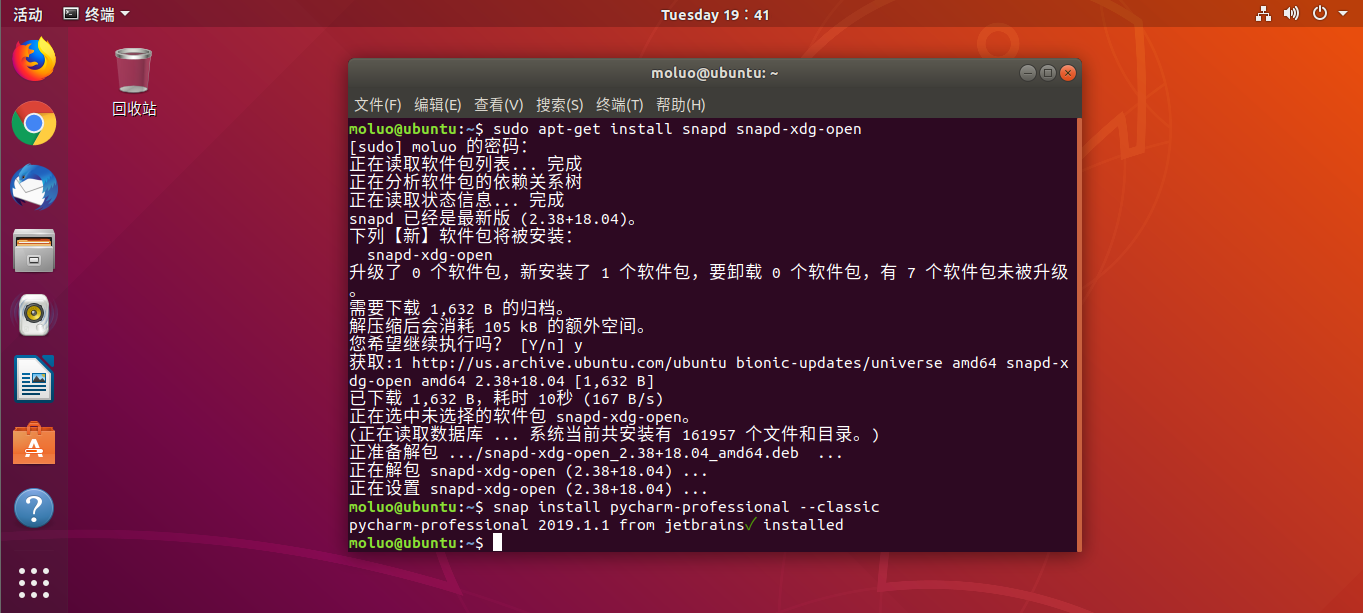 活动 终端 Tuesday 19：41
回收站
moluo@ubuntu: ~
文件(F) 编辑(E) 查看(V) 搜索(S) 终端(T) 帮助(H)
moluo@ubuntu:~$ sudo apt-get install snapd snapd-xdg-open
[sudo] moluo 的密码：
正在读取软件包列表... 完成
正在分析软件包的依赖关系树
正在读取状态信息... 完成
snapd 已经是最新版 (2.38+18.04)。
下列【新】软件包将被安装：
snapd-xdg-open
升级了 0 个软件包，新安装了 1 个软件包，要卸载 0 个软件包，有 7 个软件包未被升级
。
需要下载 1,632 B 的归档。
解压缩后会消耗 105 kB 的额外空间。
您希望继续执行吗？ [Y/n] y
获取:1 http://us.archive.ubuntu.com/ubuntu bionic-updates/universe amd64 snapd-x
dg-open amd64 2.38+18.04 [1,632 B]
已下载 1,632 B，耗时 10秒 (167 B/s)
正在选中未选择的软件包 snapd-xdg-open。
(正在读取数据库 ... 系统当前共安装有 161957 个文件和目录。)
正准备解包 .../snapd-xdg-open_2.38+18.04_amd64.deb ...
正在解包 snapd-xdg-open (2.38+18.04) ...
正在设置 snapd-xdg-open (2.38+18.04) ...
moluo@ubuntu:~$ snap install pycharm-professional --classic
pycharm-professional 2019.1.1 from jetbrains✓ installed
moluo@ubuntu:~$